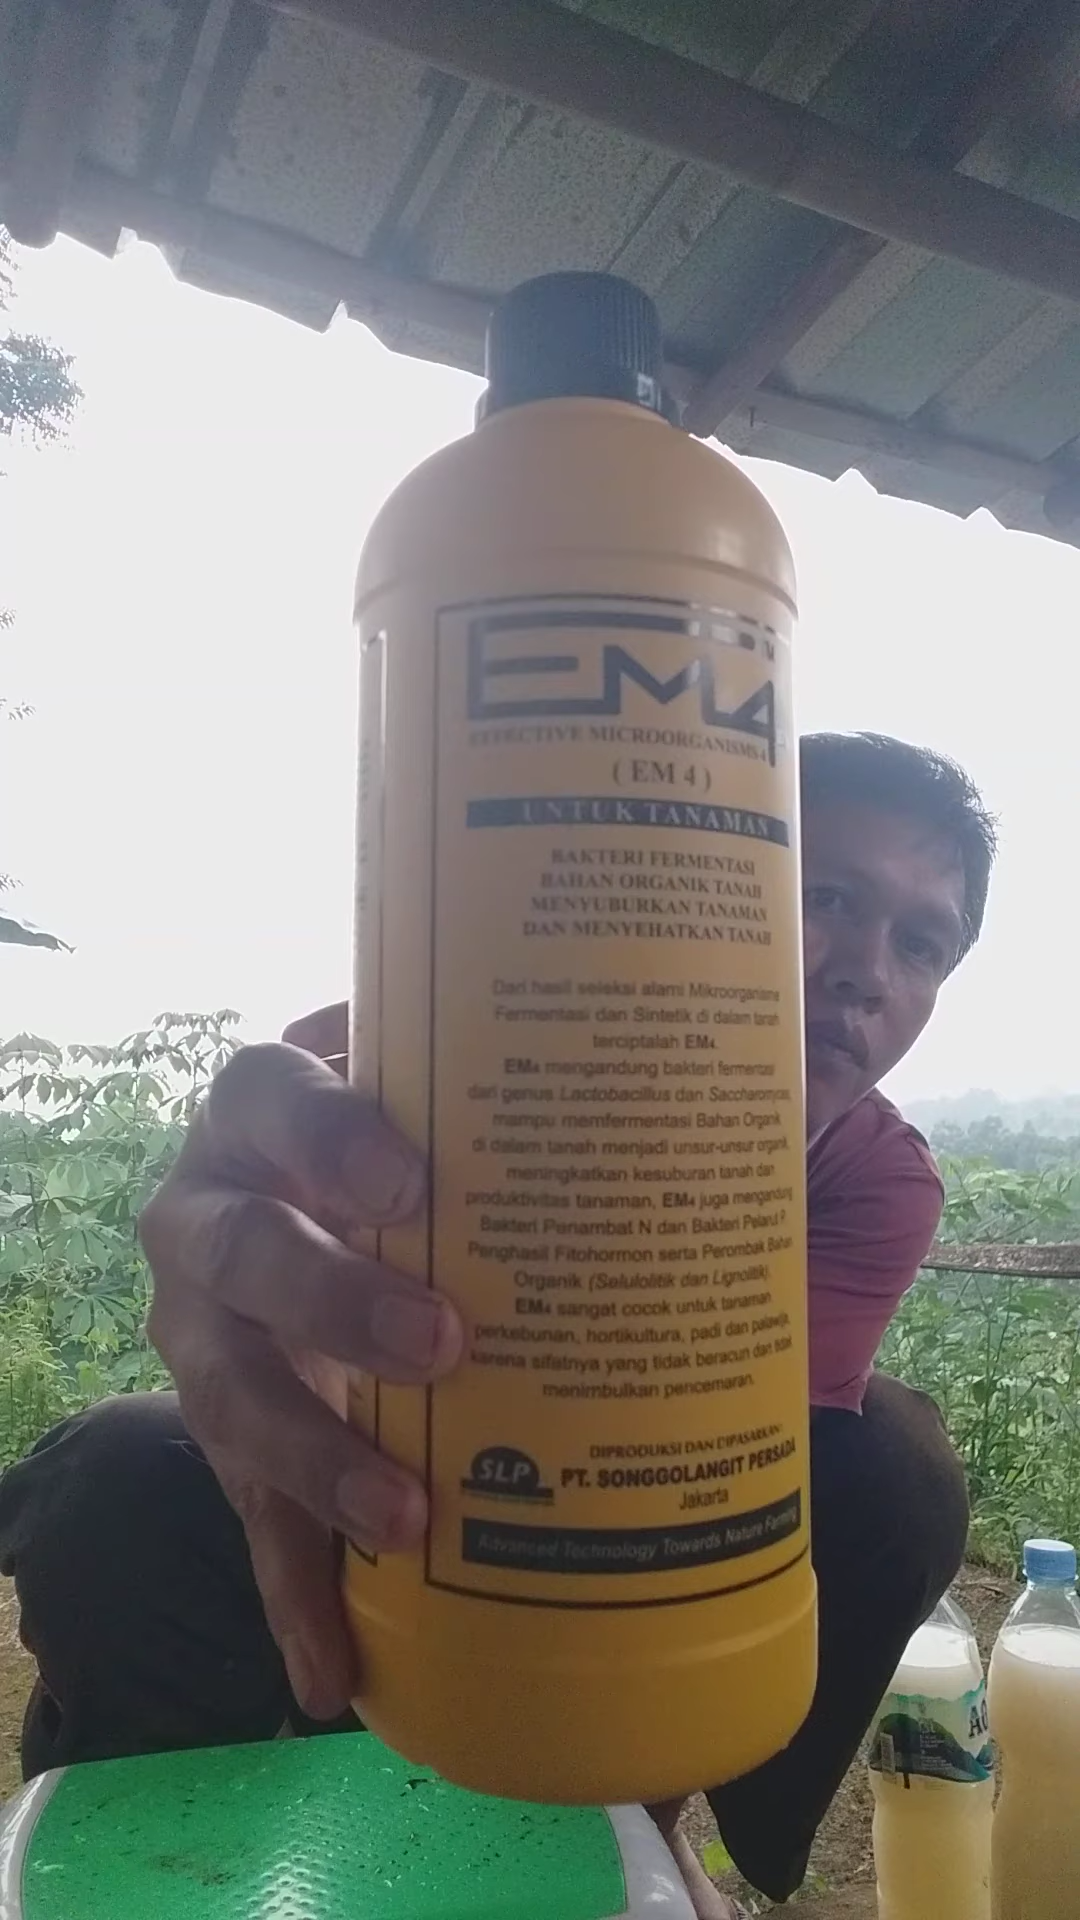 EM4
EFFECTIVE MICROORGANISMS 4
( EM 4 )
UNTUK TANAMAN
BAKTERI FERMENTASI
BAHAN ORGANIK TANAH
MENYUBURKAN TANAMAN
DAN MENYEHATKAN TANAH
Dari hasil seleksi alami Mikroorganisme
Fermentasi dan Sintetik di dalam tanah
terciptalah EM4.
EM4 mengandung bakteri fermentasi
dari genus Lactobacillus dan Saccharomyces,
mampu memfermentasi Bahan Organik
di dalam tanah menjadi unsur-unsur organik,
meningkatkan kesuburan tanah dan
produktivitas tanaman, EM4 juga mengandung
Bakteri Penambat N dan Bakteri Pelarut P
Penghasil Fitohormon serta Perombak Bahan
Organik (Selulolitik dan Lignolitik).
EM4 sangat cocok untuk tanaman
perkebunan, hortikultura, padi dan palawija,
karena sifatnya yang tidak beracun dan tidak
menimbulkan pencemaran.
DIPRODUKSI DAN DIPASARKAN :
SLP PT. SONGGOLANGIT PERSADA
Jakarta
Advanced Technology Towards Nature Farming